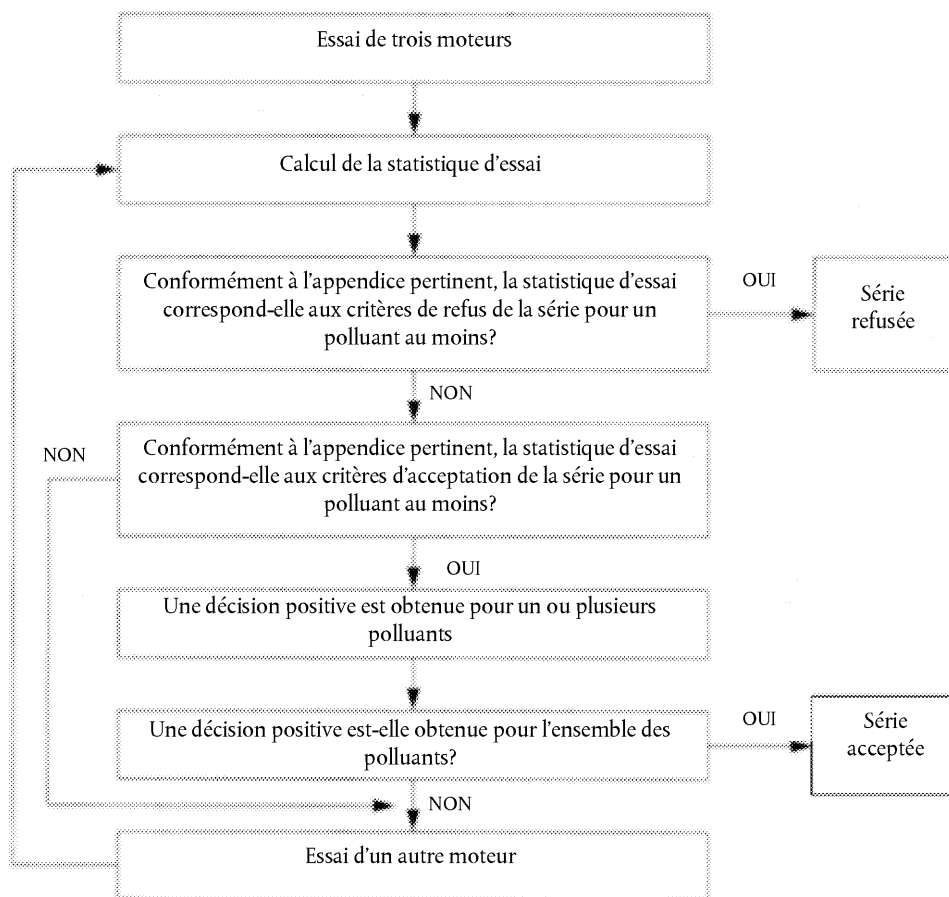 Essai de trois moteurs
Calcul de la statistique d'essai
Conformément à l'appendice pertinent, la statistique d'essai
correspond-elle aux critères de refus de la série pour un
polluant au moins?
OUI
Série
refusée
NON
Conformément à l'appendice pertinent, la statistique d'essai
correspond-elle aux critères d'acceptation de la série pour un
polluant au moins?
NON
OUI
Une décision positive est obtenue pour un ou plusieurs
polluants
Une décision positive est-elle obtenue pour l'ensemble des
polluants?
OUI
Série
acceptée
NON
Essai d'un autre moteur